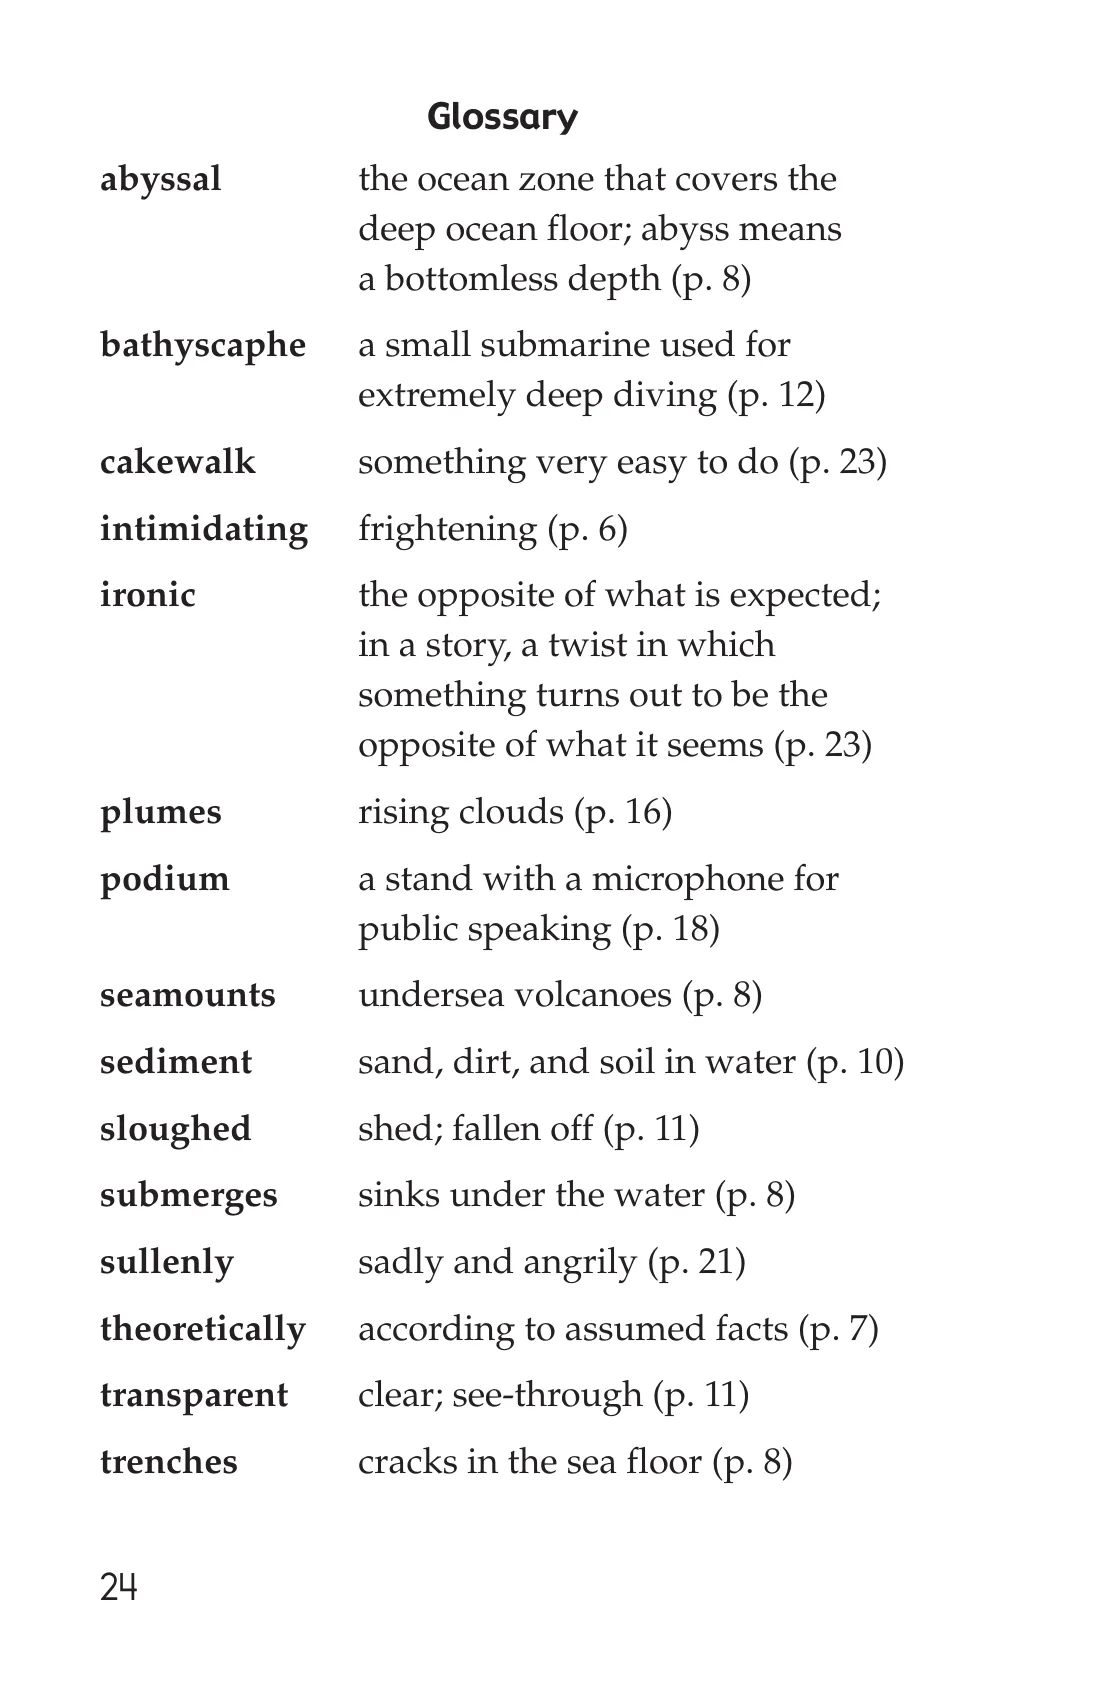 Glossary
abyssal the ocean zone that covers the
deep ocean floor; abyss means
a bottomless depth (p. 8)
bathyscaphe a small submarine used for
extremely deep diving (p. 12)
cakewalk something very easy to do (p. 23)
intimidating frightening (p. 6)
ironic the opposite of what is expected;
in a story, a twist in which
something turns out to be the
opposite of what it seems (p. 23)
plumes rising clouds (p. 16)
podium a stand with a microphone for
public speaking (p. 18)
seamounts undersea volcanoes (p. 8)
sediment sand, dirt, and soil in water (p. 10)
sloughed shed; fallen off (p. 11)
submerges sinks under the water (p. 8)
sullenly sadly and angrily (p. 21)
theoretically according to assumed facts (p. 7)
transparent clear; see-through (p. 11)
trenches cracks in the sea floor (p. 8)
24